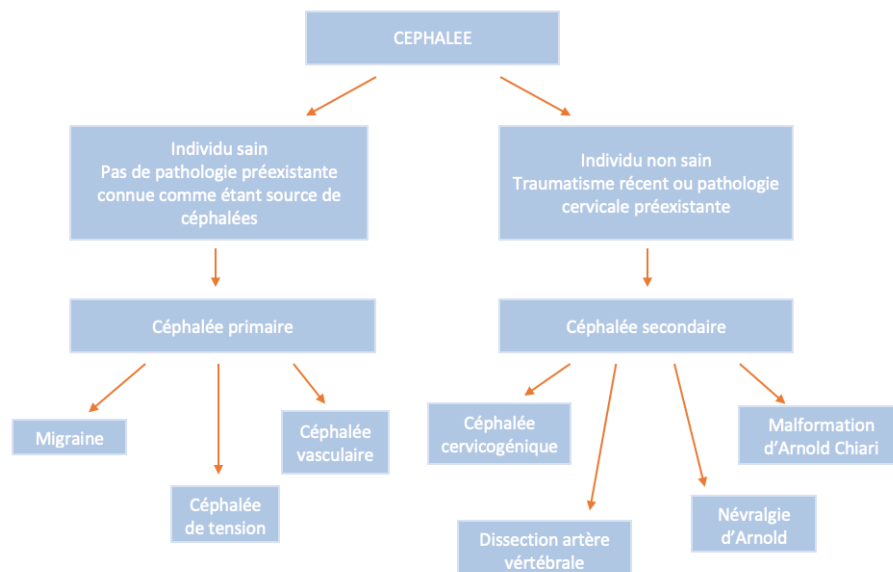 CEPHALEE
Individu sain
Pas de pathologie préexistante
connue comme étant source de
céphalées
Individu non sain
Traumatisme récent ou pathologie
cervicale préexistante
Céphalée primaire
Céphalée secondaire
Migraine
Céphalée
vasculaire
Céphalée
cervicogénique
Malformation
d'Arnold Chiari
Céphalée
de tension
Dissection artère
vértébrale
Névralgie
d'Arnold